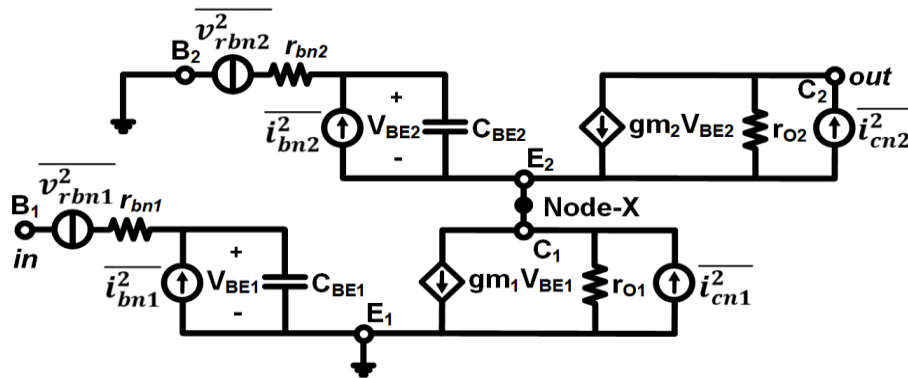 v²rbn2
B2
rbn2
i²bn2
+
VBE2
-
CBE2
gm2VBE2
rO2
C2
out
i²cn2
E2
Node-X
v²rbn1
B1
in
rbn1
i²bn1
+
VBE1
-
CBE1
C1
gm1VBE1
rO1
i²cn1
E1